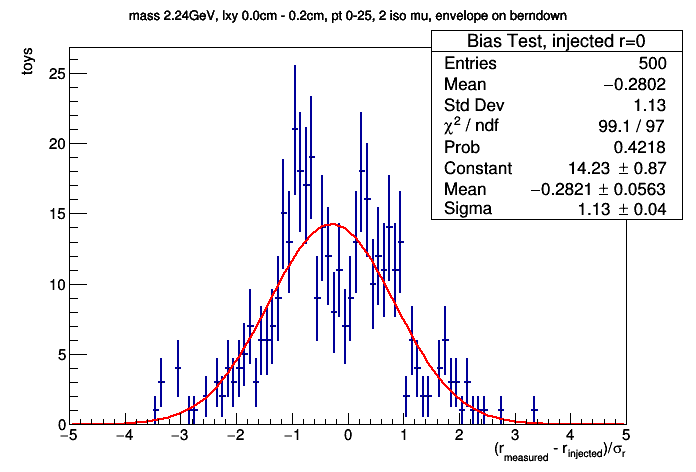 mass 2.24GeV, lxy 0.0cm - 0.2cm, pt 0-25, 2 iso mu, envelope on berndown
Bias Test, injected r=0
Entries 500
Mean −0.2802
Std Dev 1.13
χ² / ndf 99.1 / 97
Prob 0.4218
Constant 14.23 ± 0.87
Mean −0.2821 ± 0.0563
Sigma 1.13 ± 0.04
toys
25
20
15
10
5
0
−5 −4 −3 −2 −1 0 1 2 3 4 5
(r_measured - r_injected)/σ_r